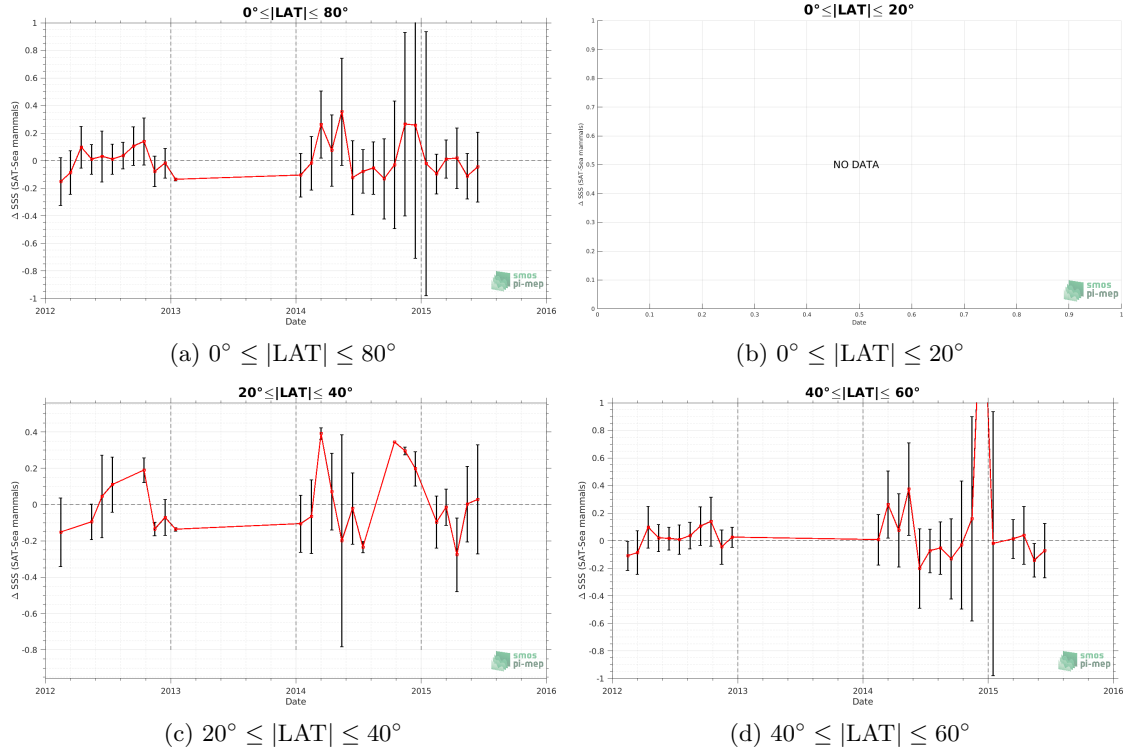 0°≤|LAT|≤ 80°
Δ SSS (SAT-Sea mammals)
1
0.8
0.6
0.4
0.2
0
-0.2
-0.4
-0.6
-0.8
-1
2012
2013
2014
2015
2016
Date
smos
pi-mep
(a) 0° ≤ |LAT| ≤ 80°
0°≤|LAT|≤ 20°
Δ SSS (SAT-Sea mammals)
1
0.9
0.8
0.7
0.6
0.5
0.4
0.3
0.2
0.1
0
NO DATA
0
0.1
0.2
0.3
0.4
0.5
0.6
0.7
0.8
0.9
1
Date
smos
pi-mep
(b) 0° ≤ |LAT| ≤ 20°
20°≤|LAT|≤ 40°
Δ SSS (SAT-Sea mammals)
0.4
0.2
0
-0.2
-0.4
-0.6
-0.8
2012
2013
2014
2015
2016
Date
smos
pi-mep
(c) 20° ≤ |LAT| ≤ 40°
40°≤|LAT|≤ 60°
Δ SSS (SAT-Sea mammals)
1
0.8
0.6
0.4
0.2
0
-0.2
-0.4
-0.6
-0.8
-1
2012
2013
2014
2015
2016
Date
smos
pi-mep
(d) 40° ≤ |LAT| ≤ 60°